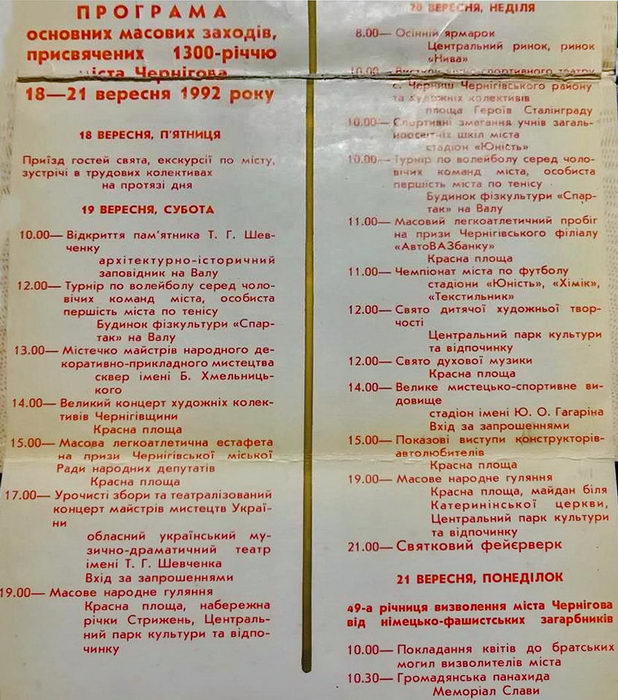 ПРОГРАМА
основних масових заходів,
присвячених 1300-річчю
міста Чернігова
18—21 вересня 1992 року
18 ВЕРЕСНЯ, П'ЯТНИЦЯ
Приїзд гостей свята, екскурсії по місту,
зустрічі в трудових колективах
на протязі дня
19 ВЕРЕСНЯ, СУБОТА
10.00— Відкриття пам'ятника Т. Г. Шев-
ченку
архітектурно-історичний
заповідник на Валу
12.00— Турнір по волейболу серед чоло-
вічих команд міста, особиста
першість міста по тенісу
Будинок фізкультури «Спар-
так» на Валу
13.00— Містечко майстрів народного де-
коративно-прикладного мистецтва
сквер імені Б. Хмельниць-
кого
14.00— Великий концерт художніх колек-
тивів Чернігівщини
Красна площа
15.00— Масова легкоатлетична естафета
на призи Чернігівської міської
Ради народних депутатів
Красна площа
17.00— Урочисті збори та театралізований
концерт майстрів мистецтв Украї-
ни
обласний український му-
зично-драматичний театр
імені Т. Г. Шевченка
Вхід за запрошеннями
19.00— Масове народне гуляння
Красна площа, набережна
річки Стрижень, Централь-
ний парк культури та відпо-
чинку
20 ВЕРЕСНЯ, НЕДІЛЯ
8.00— Осінній ярмарок
Центральний ринок, ринок
«Нива»
10.00— театру
с. Черниш Чернігівського району
та художніх колективів
площа Героїв Сталінграду
10.00— Спортивні змагання учнів загаль-
ноосвітніх шкіл міста
стадіон «Юність»
10.00— Турнір по волейболу серед чоло-
вічих команд міста, особиста
першість міста по тенісу
Будинок фізкультури «Спар-
так» на Валу
11.00— Масовий легкоатлетичний пробіг
на призи Чернігівського філіалу
«АвтоВАЗбанку»
Красна площа
11.00— Чемпіонат міста по футболу
стадіони «Юність», «Хімік»,
«Текстильник»
12.00— Свято дитячої художньої твор-
чості
Центральний парк культури
та відпочинку
12.00— Свято духової музики
Красна площа
14.00— Велике мистецько-спортивне ви-
довище
стадіон імені Ю. О. Гагаріна
Вхід за запрошеннями
15.00— Показові виступи конструкторів-
автолюбителів
Красна площа
19.00— Масове народне гуляння
Красна площа, майдан біля
Катерининської церкви,
Центральний парк культури
та відпочинку
21.00— Святковий фейєрверк
21 ВЕРЕСНЯ, ПОНЕДІЛОК
49-а річниця визволення міста Чернігова
від німецько-фашистських загарбників
10.00— Покладання квітів до братських
могил визволителів міста
10.30— Громадянська панахида
Меморіал Слави